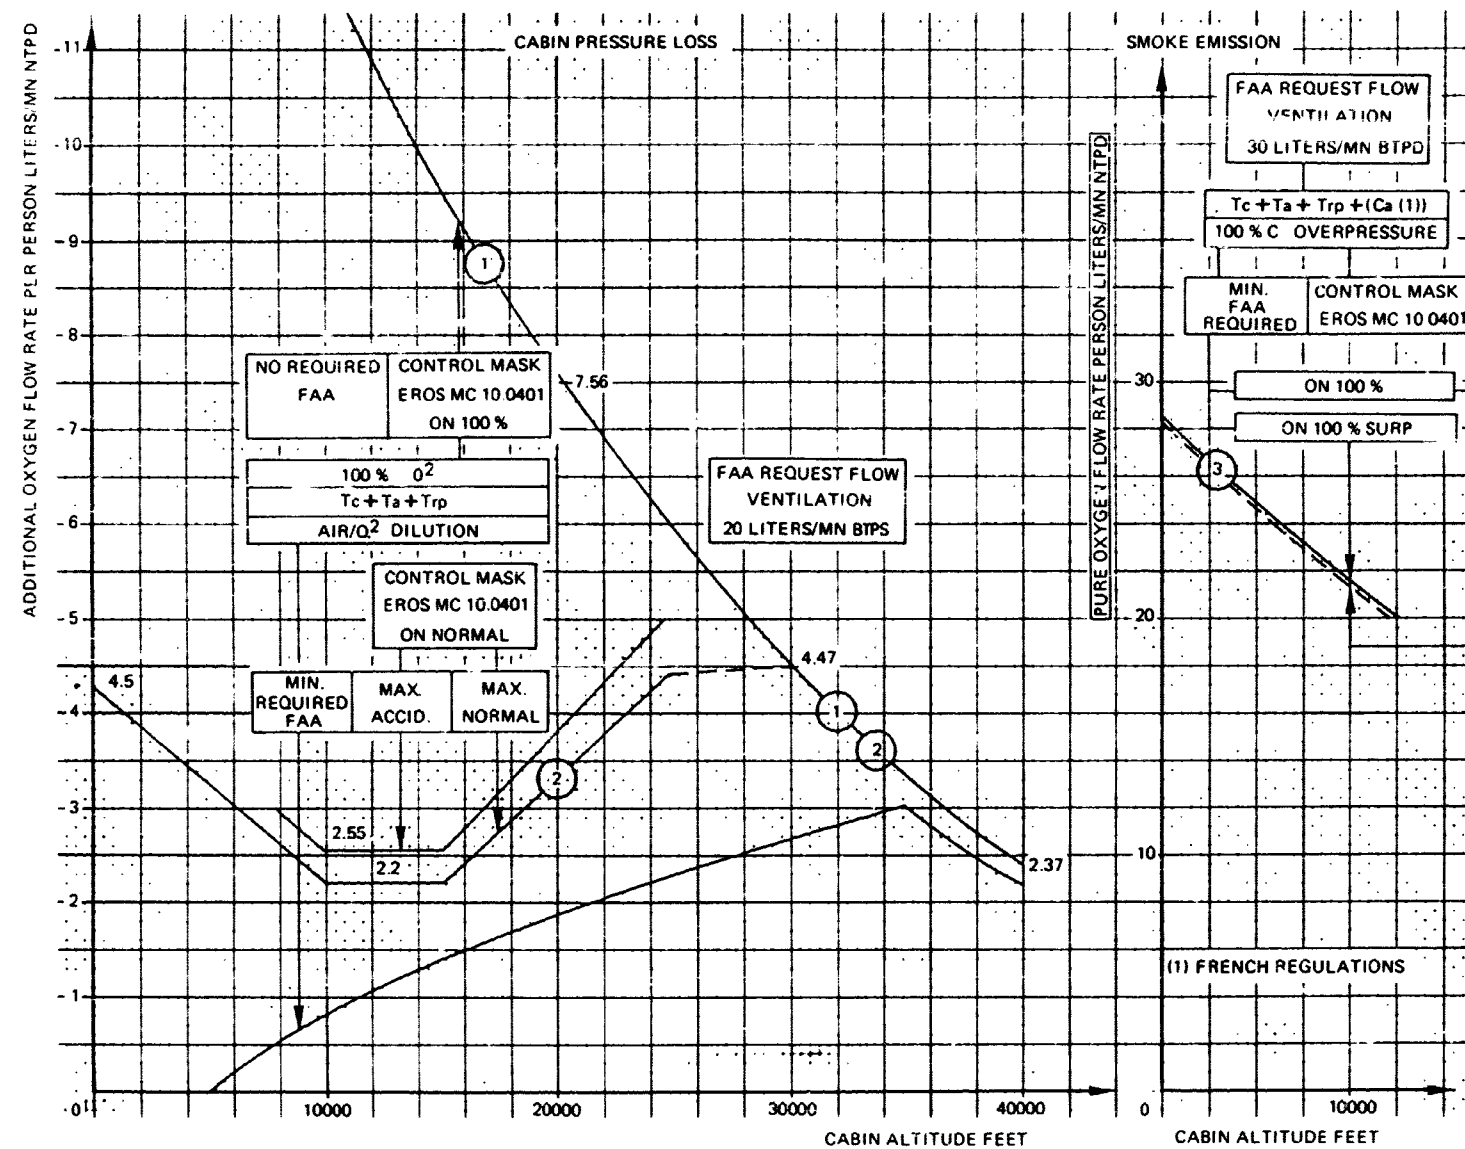 CABIN PRESSURE LOSS
ADDITIONAL OXYGEN FLOW RATE PER PERSON LITERS/MN NTPD
11
10
9
8
7
6
5
4
3
2
1
0
10000
20000
30000
40000
CABIN ALTITUDE FEET
1
7.56
NO REQUIRED
FAA
CONTROL MASK
EROS MC 10.0401
ON 100 %
100 % O2
Tc + Ta + Trp
AIR/O2 DILUTION
FAA REQUEST FLOW
VENTILATION
20 LITERS/MN BTPS
CONTROL MASK
EROS MC 10.0401
ON NORMAL
MIN.
REQUIRED
FAA
MAX.
ACCID.
MAX.
NORMAL
4.5
4.47
1
2
2
2.55
2.2
2.37
SMOKE EMISSION
PURE OXYGEN FLOW RATE PERSON LITERS/MN NTPD
FAA REQUEST FLOW
VENTILATION
30 LITERS/MN BTPD
Tc + Ta + Trp + (Ca (1))
100 % C OVERPRESSURE
MIN.
FAA
REQUIRED
CONTROL MASK
EROS MC 10 0401
30
ON 100 %
ON 100 % SURP
3
20
10
(1) FRENCH REGULATIONS
0
10000
CABIN ALTITUDE FEET